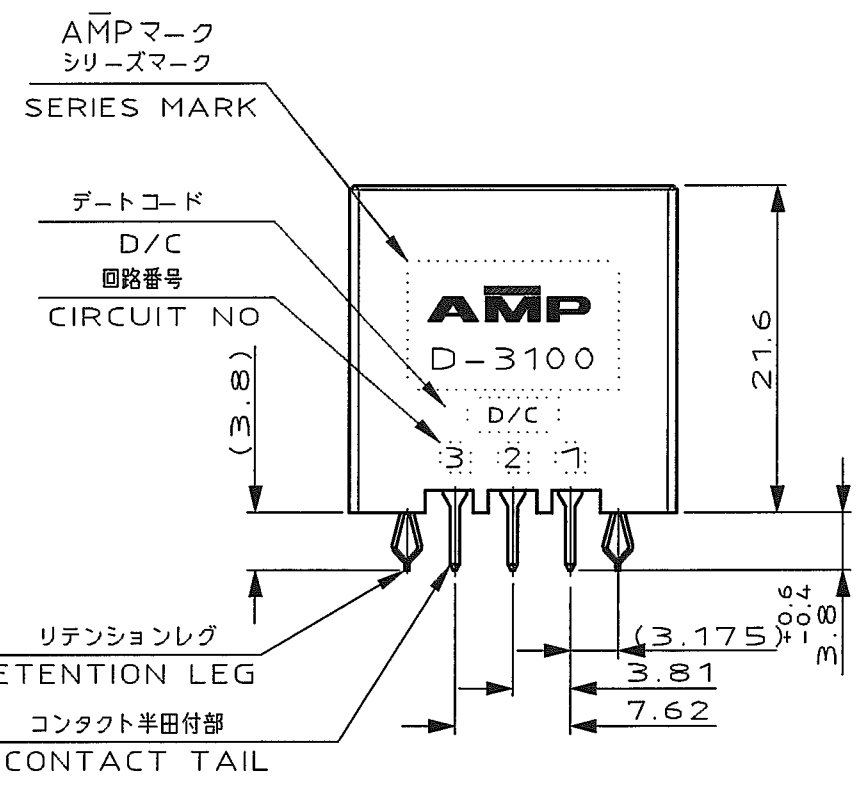 AMPマーク
シリーズマーク
SERIES MARK
デートコード
D/C
回路番号
CIRCUIT NO
AMP
D-3100
D/C
3 2 1
(3.8)
21.6
3.8 +0.6 -0.4
(3.175)
3.81
7.62
リテンションレグ
ETENTION LEG
コンタクト半田付部
CONTACT TAIL